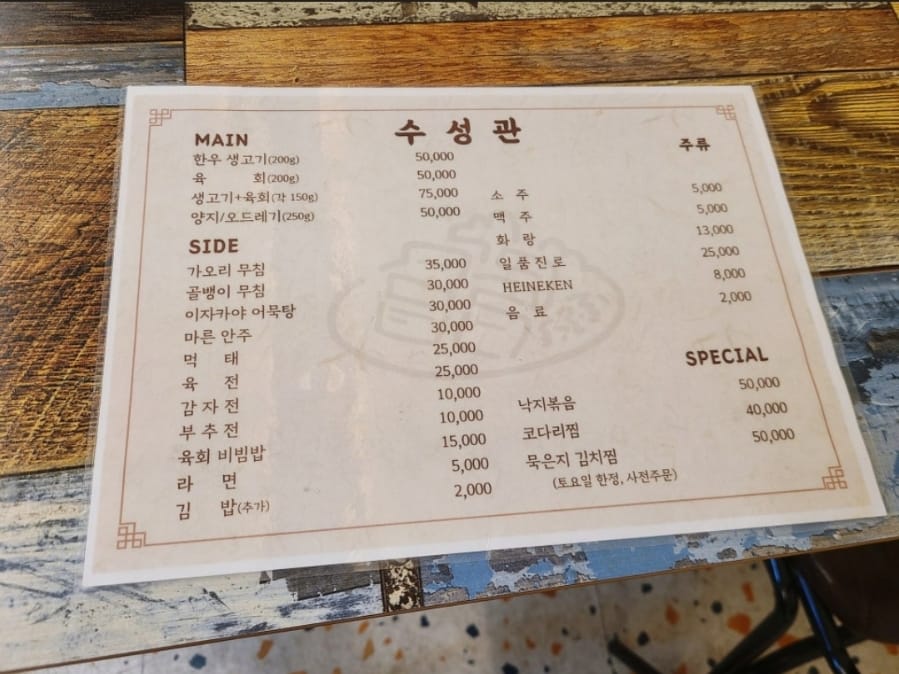 수성관
MAIN
한우 생고기(200g) 50,000
육 회(200g) 50,000
생고기+육회(각 150g) 75,000
양지/오드레기(250g) 50,000
SIDE
가오리 무침 35,000
골뱅이 무침 30,000
이자카야 어묵탕 30,000
마른 안주 30,000
먹 태 25,000
육 전 25,000
감 자 전 10,000
부 추 전 10,000
육회 비빔밥 15,000
라 면 5,000
김 밥(추가) 2,000
주류
소 주 5,000
맥 주 5,000
화 랑 13,000
일 품 진 로 25,000
HEINEKEN 8,000
음 료 2,000
SPECIAL
낙지볶음 50,000
코다리찜 40,000
묵은지 김치찜 50,000
(토요일 한정, 사전주문)